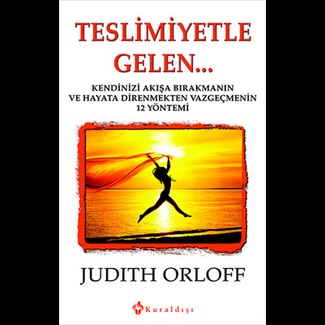 TESLİMİYETLE
GELEN...
KENDİNİZİ AKIŞA BIRAKMANIN
VE HAYATA DİRENMEKTEN VAZGEÇMENİN
12 YÖNTEMİ
JUDITH ORLOFF
Kuraldışı